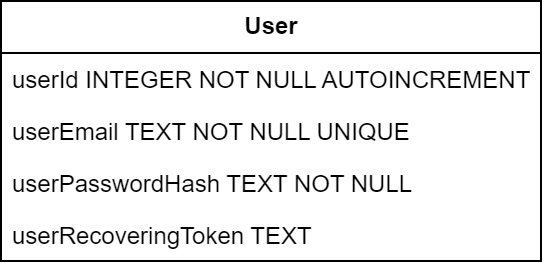 User
userId INTEGER NOT NULL AUTOINCREMENT
userEmail TEXT NOT NULL UNIQUE
userPasswordHash TEXT NOT NULL
userRecoveringToken TEXT